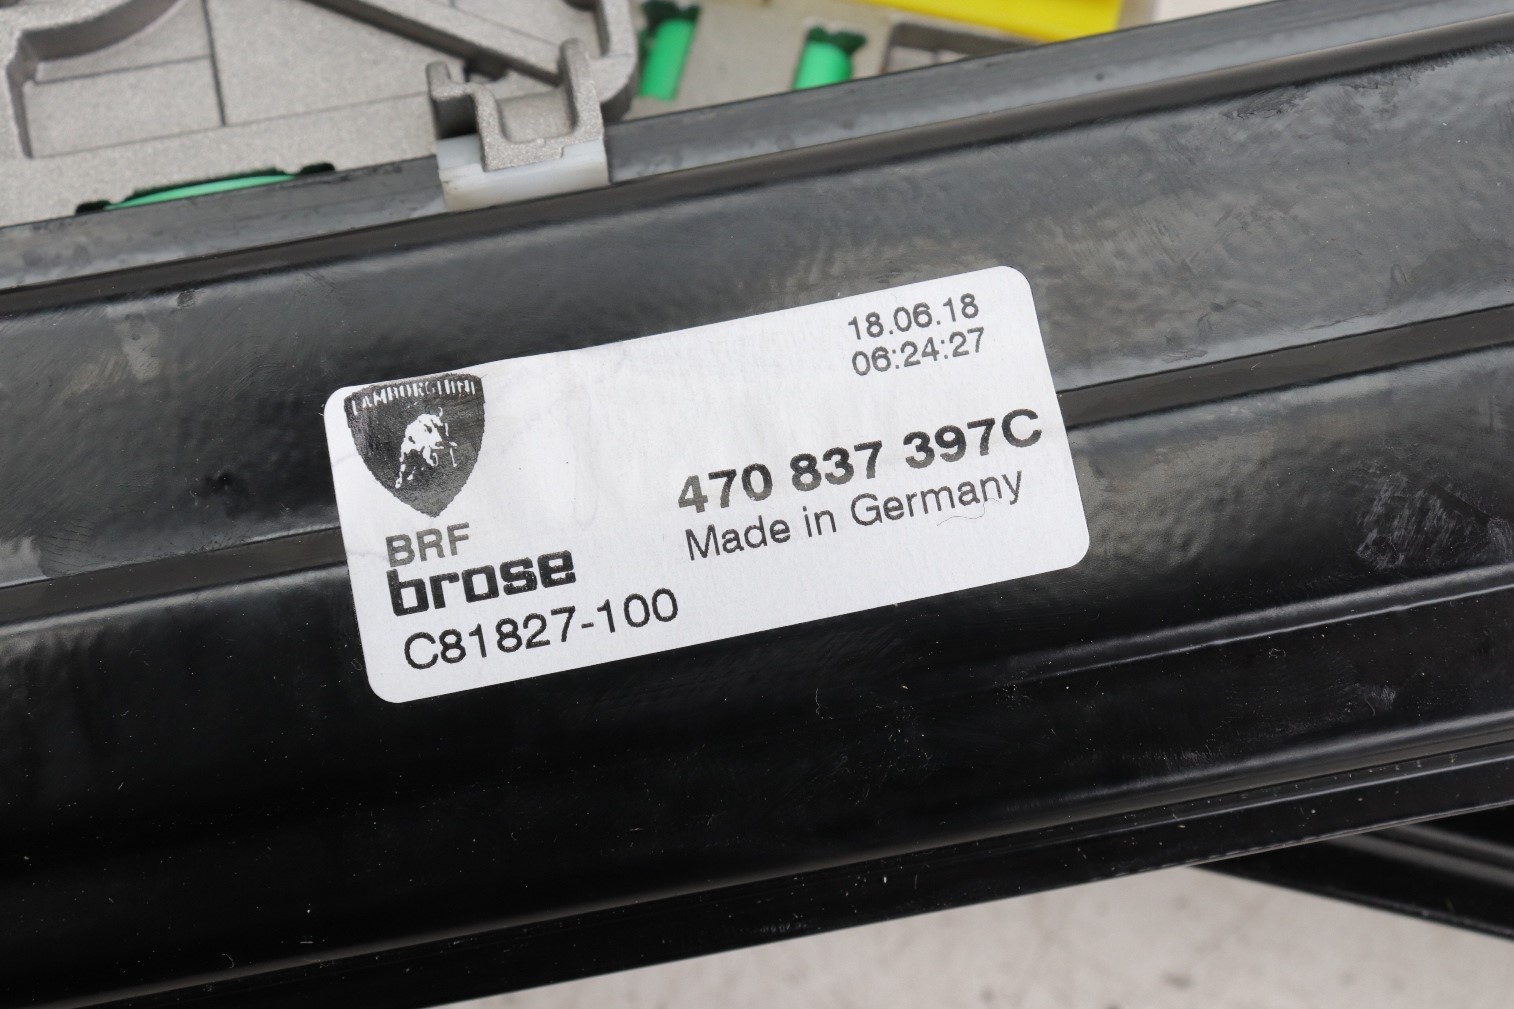 18.06.18
06:24:27
LAMBORGHINI
470 837 397C
Made in Germany
BRF
brose
C81827-100